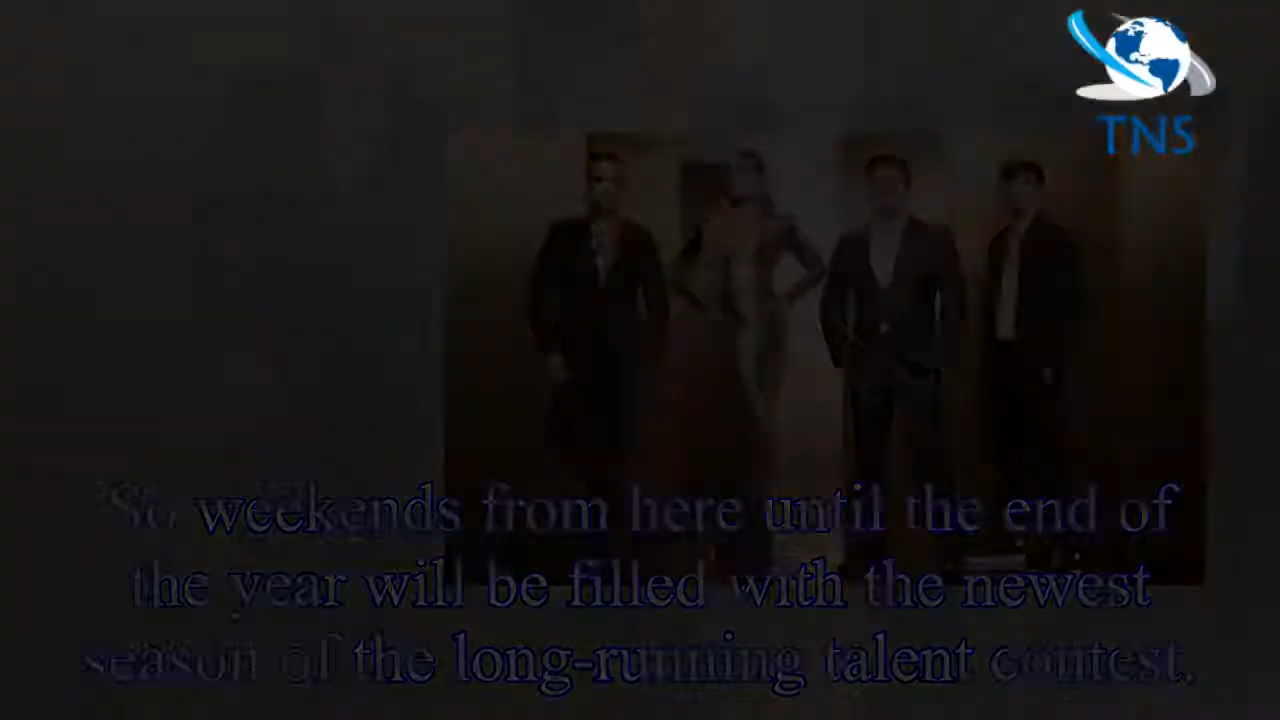 TNS
So weekends from here until the end of
the year will be filled with the newest
season of the long-running talent contest.